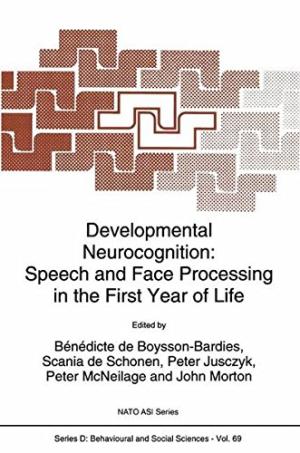 Developmental
Neurocognition:
Speech and Face Processing
in the First Year of Life
Edited by
Bénédicte de Boysson-Bardies,
Scania de Schonen, Peter Jusczyk,
Peter McNeilage and John Morton
NATO ASI Series
Series D: Behavioural and Social Sciences - Vol. 69